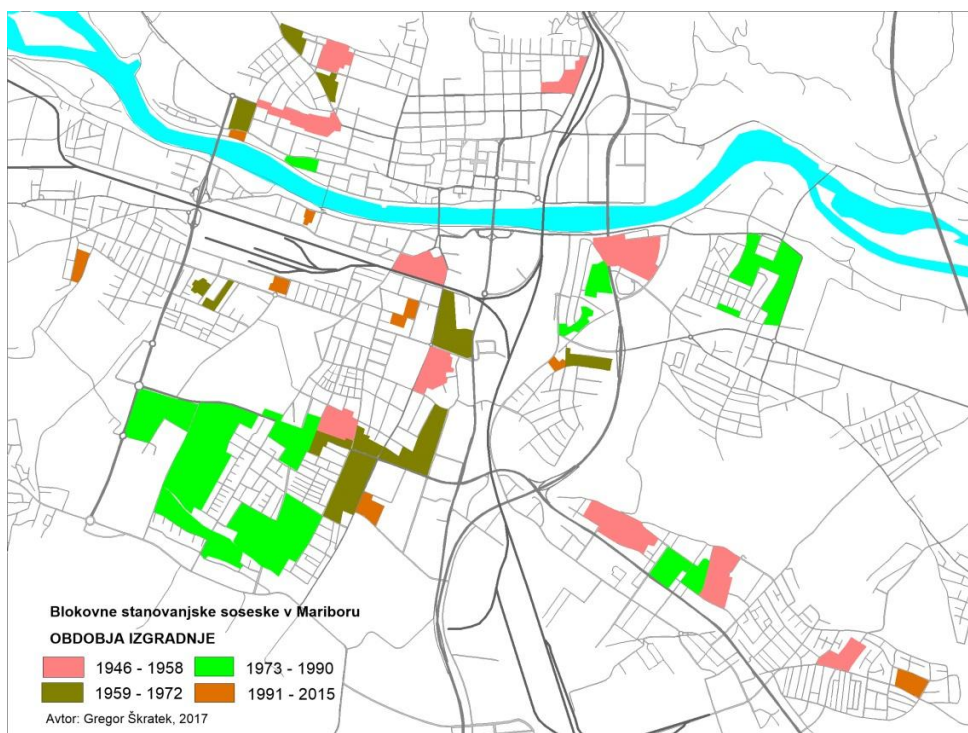 Blokovne stanovanjske soseske v Mariboru
OBDOBJA IZGRADNJE
1946 - 1958
1973 - 1990
1959 - 1972
1991 - 2015
Avtor: Gregor Škratek, 2017